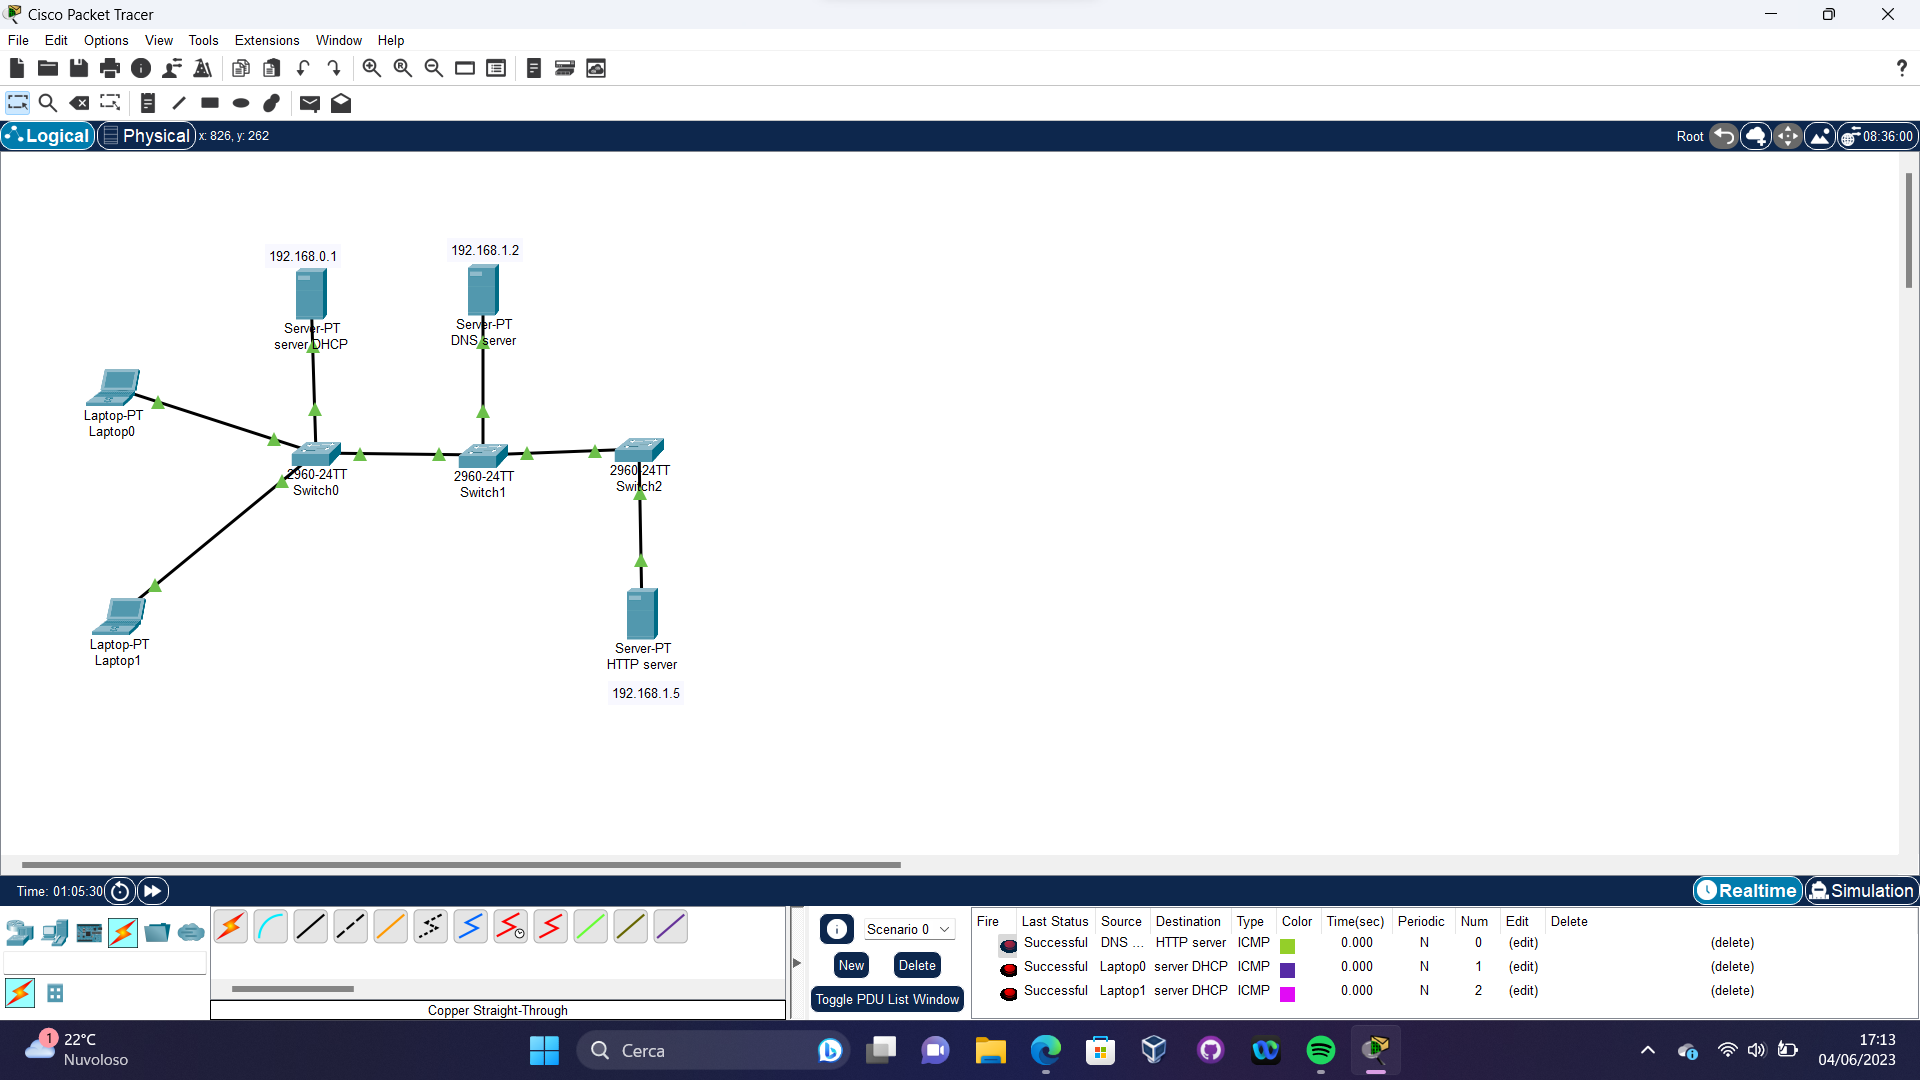 Cisco Packet Tracer
File Edit Options View Tools Extensions Window Help
?
Logical Physical x: 826, y: 262 Root 08:36:00
192.168.0.1
192.168.1.2
Server-PT
server DHCP
Server-PT
DNS server
Laptop-PT
Laptop0
2960-24TT
Switch0
2960-24TT
Switch1
2960-24TT
Switch2
Laptop-PT
Laptop1
Server-PT
HTTP server
192.168.1.5
Time: 01:05:30 Realtime Simulation
Scenario 0
New Delete
Toggle PDU List Window
Fire Last Status Source Destination Type Color Time(sec) Periodic Num Edit Delete
Successful DNS ... HTTP server ICMP 0.000 N 0 (edit) (delete)
Successful Laptop0 server DHCP ICMP 0.000 N 1 (edit) (delete)
Successful Laptop1 server DHCP ICMP 0.000 N 2 (edit) (delete)
Copper Straight-Through
1
22°C
Nuvoloso
Cerca
17:13
04/06/2023